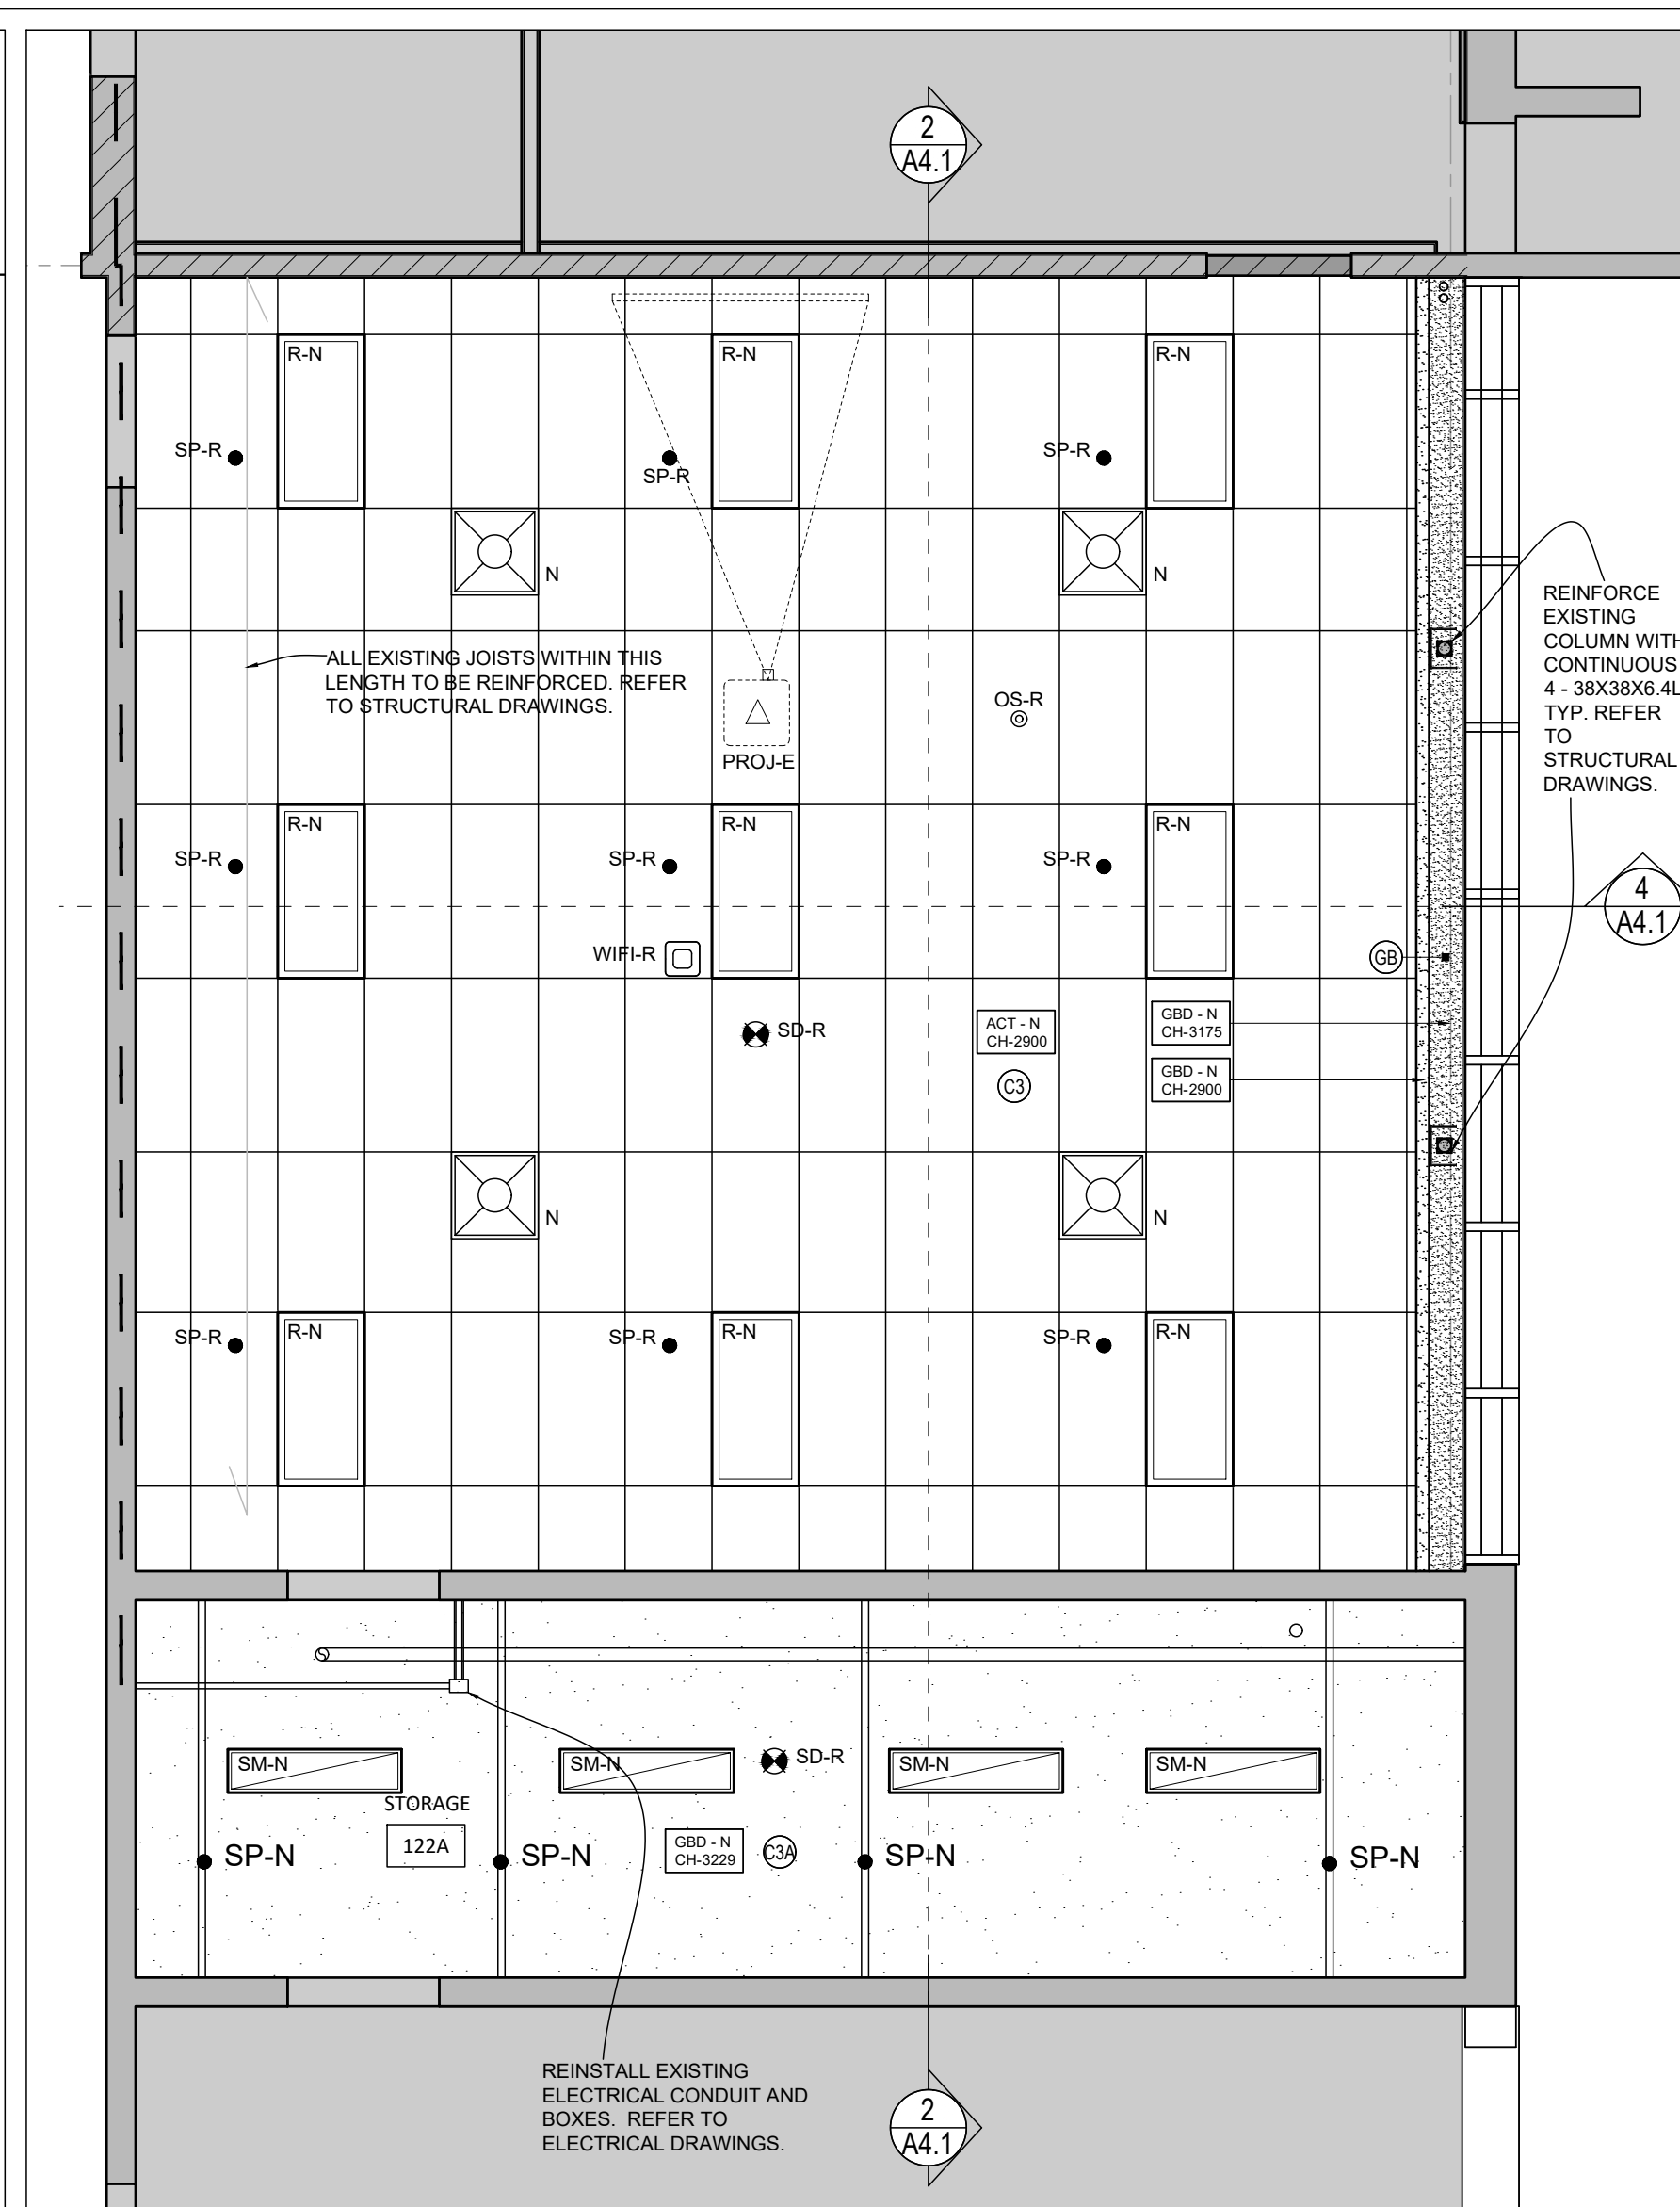 2
A4.1
R-N
R-N
R-N
SP-R
SP-R
SP-R
N
N
ALL EXISTING JOISTS WITHIN THIS
LENGTH TO BE REINFORCED. REFER
TO STRUCTURAL DRAWINGS.
PROJ-E
OS-R
REINFORCE
EXISTING
COLUMN WITH
CONTINUOUS
4 - 38X38X6.4L
TYP. REFER
TO
STRUCTURAL
DRAWINGS.
R-N
R-N
R-N
SP-R
SP-R
SP-R
4
A4.1
WIFI-R
GB
SD-R
ACT - N
CH-2900
C3
GBD - N
CH-3175
GBD - N
CH-2900
N
N
R-N
R-N
R-N
SP-R
SP-R
SP-R
S
SM-N
SM-N
SD-R
SM-N
SM-N
STORAGE
122A
GBD - N
CH-3229
C3A
SP-N
SP-N
SP-N
SP-N
REINSTALL EXISTING
ELECTRICAL CONDUIT AND
BOXES. REFER TO
ELECTRICAL DRAWINGS.
2
A4.1